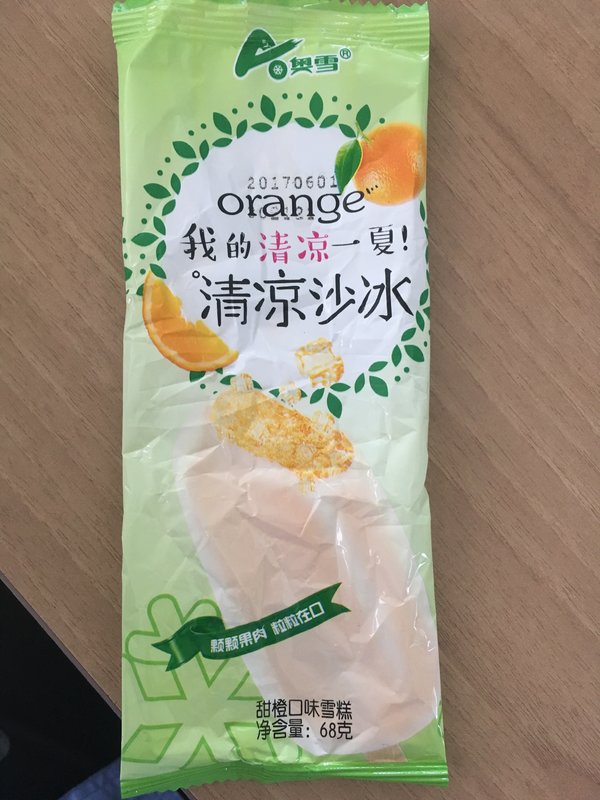 奥雪®
20170601
orange
我的清凉一夏!
清凉沙冰
颗颗果肉 粒粒在口
甜橙口味雪糕
净含量：68克